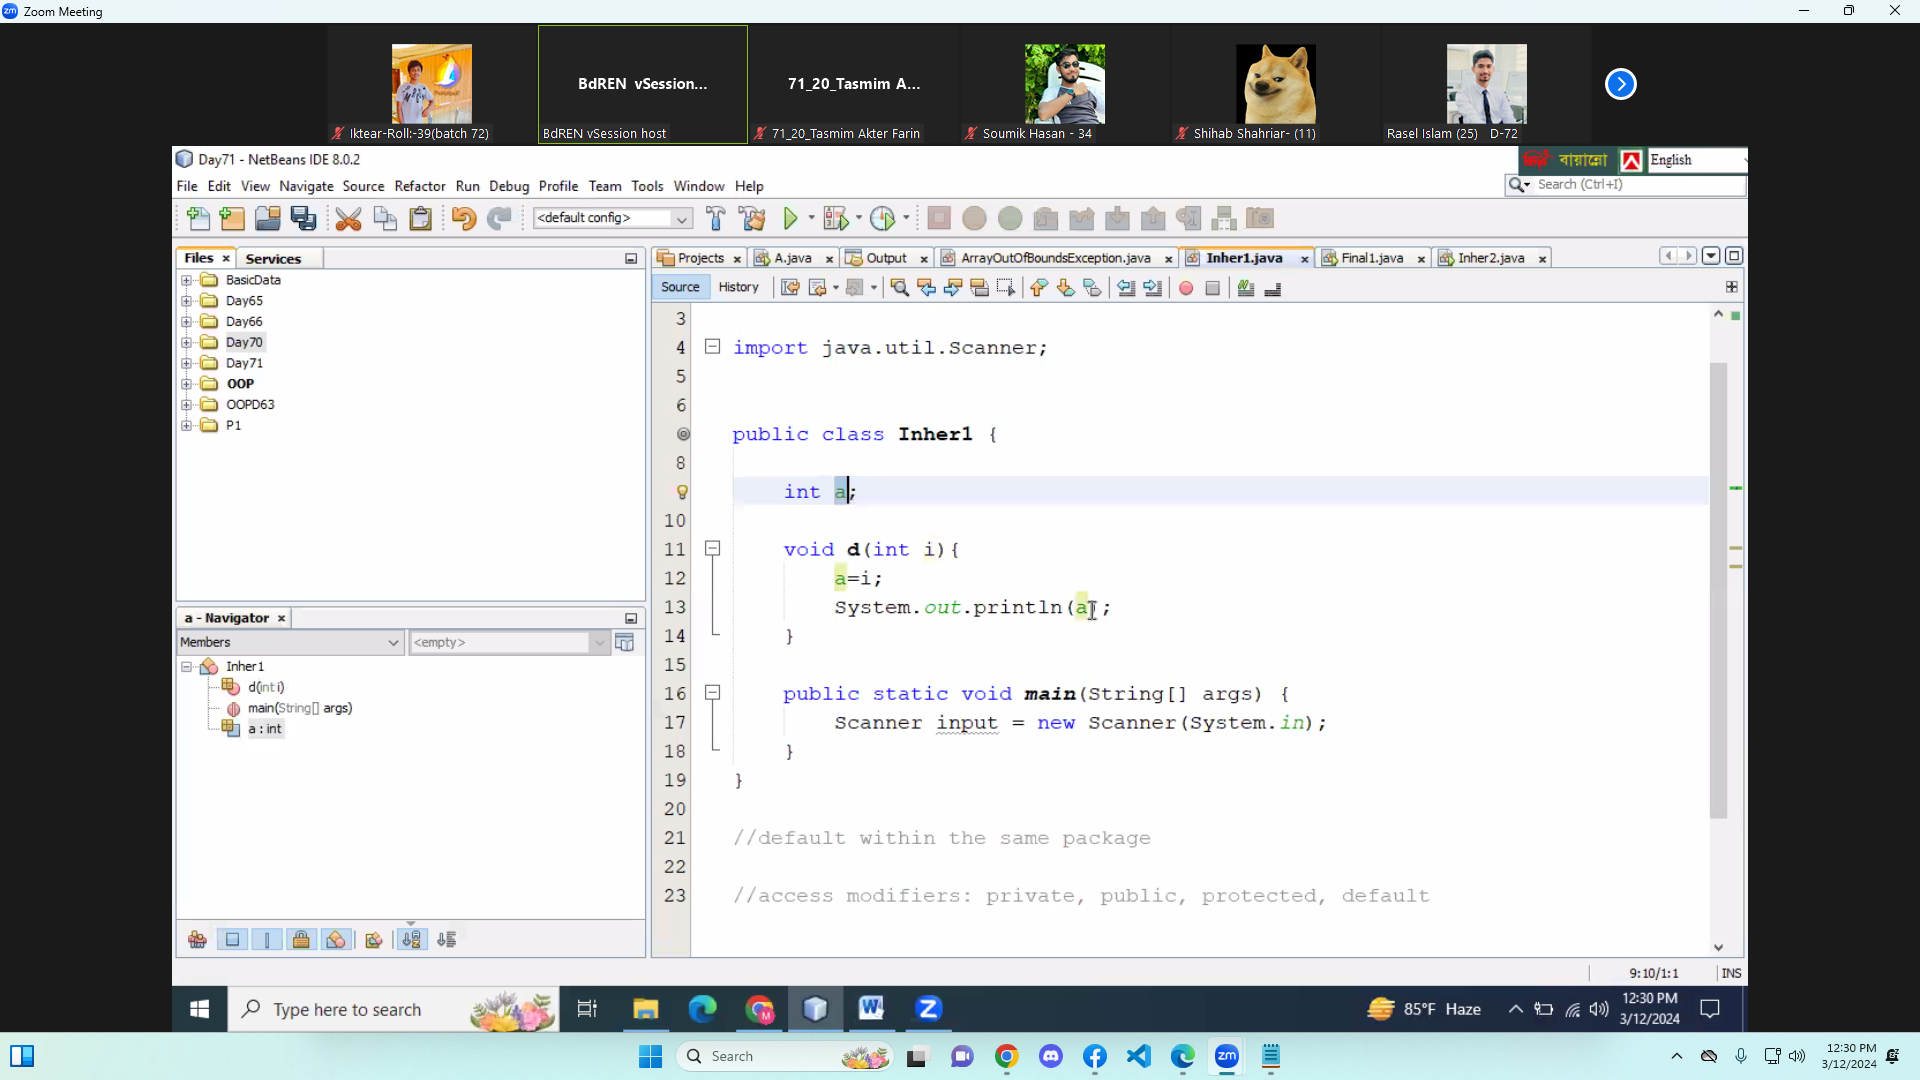 Zoom Meeting
BdREN vSession...
71_20_Tasmim A...
Iktear-Roll:-39(batch 72)
BdREN vSession host
71_20_Tasmim Akter Farin
Soumik Hasan - 34
Shihab Shahriar- (11)
Rasel Islam (25) D-72
Day71 - NetBeans IDE 8.0.2
বায়ান্নো
English
File Edit View Navigate Source Refactor Run Debug Profile Team Tools Window Help
Search (Ctrl+I)
<default config>
Files
Services
Projects
A.java
Output
ArrayOutOfBoundsException.java
Inher1.java
Final1.java
Inher2.java
Source
History
BasicData
Day65
Day66
Day70
Day71
OOP
OOPD63
P1
3
4 import java.util.Scanner;
5
6
public class Inher1 {
8
int a;
10
11 void d(int i){
12 a=i;
13 System.out.println(a);
14 }
15
16 public static void main(String[] args) {
17 Scanner input = new Scanner(System.in);
18 }
19 }
20
21 //default within the same package
22
23 //access modifiers: private, public, protected, default
a - Navigator
Members
<empty>
Inher1
d(int i)
main(String[] args)
a : int
9:10/1:1
INS
Type here to search
85°F Haze
12:30 PM
3/12/2024
Search
12:30 PM
3/12/2024